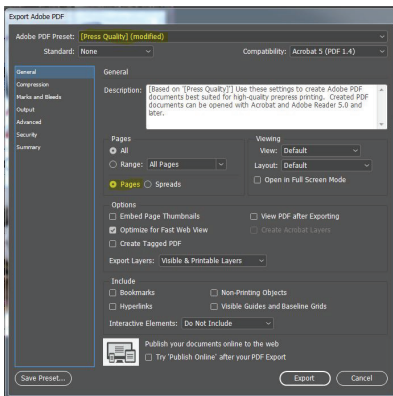 Export Adobe PDF
Adobe PDF Preset: [Press Quality] (modified)
Standard: None Compatibility: Acrobat 5 (PDF 1.4)
General
Compression
Marks and Bleeds
Output
Advanced
Security
Summary
General
Description: [Based on '[Press Quality]'] Use these settings to create Adobe PDF
documents best suited for high-quality prepress printing. Created PDF
documents can be opened with Acrobat and Adobe Reader 5.0 and
later.
Pages
All
Range: All Pages
Pages Spreads
Viewing
View: Default
Layout: Default
Open in Full Screen Mode
Options
Embed Page Thumbnails View PDF after Exporting
Optimize for Fast Web View Create Acrobat Layers
Create Tagged PDF
Export Layers: Visible & Printable Layers
Include
Bookmarks Non-Printing Objects
Hyperlinks Visible Guides and Baseline Grids
Interactive Elements: Do Not Include
Publish your documents online to the web
Try 'Publish Online' after your PDF Export
Save Preset... Export Cancel